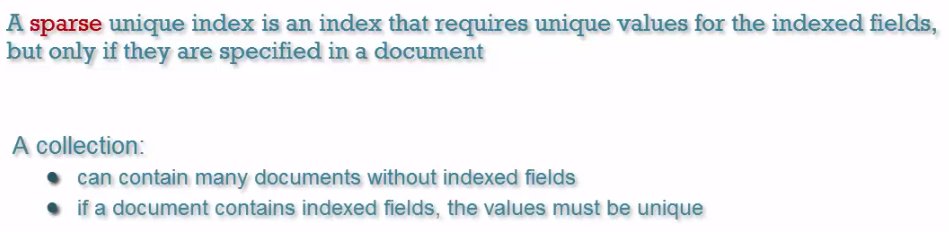 A sparse unique index is an index that requires unique values for the indexed fields,
but only if they are specified in a document
A collection:
• can contain many documents without indexed fields
• if a document contains indexed fields, the values must be unique